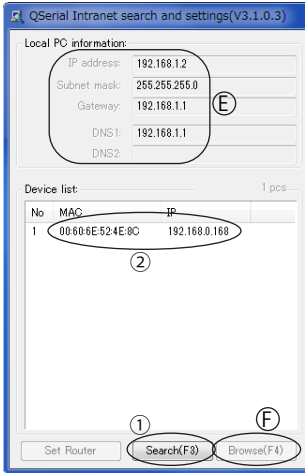 QSerial Intranet search and settings(V3.1.0.3)
Local PC information:
IP address: 192.168.1.2
Subnet mask: 255.255.255.0
Gateway: 192.168.1.1
Ⓔ
DNS1: 192.168.1.1
DNS2:
Device list: 1 pcs
No MAC IP
1 00:60:6E:52:4E:8C 192.168.0.168
②
① Ⓕ
Set Router Search(F3) Browse(F4)